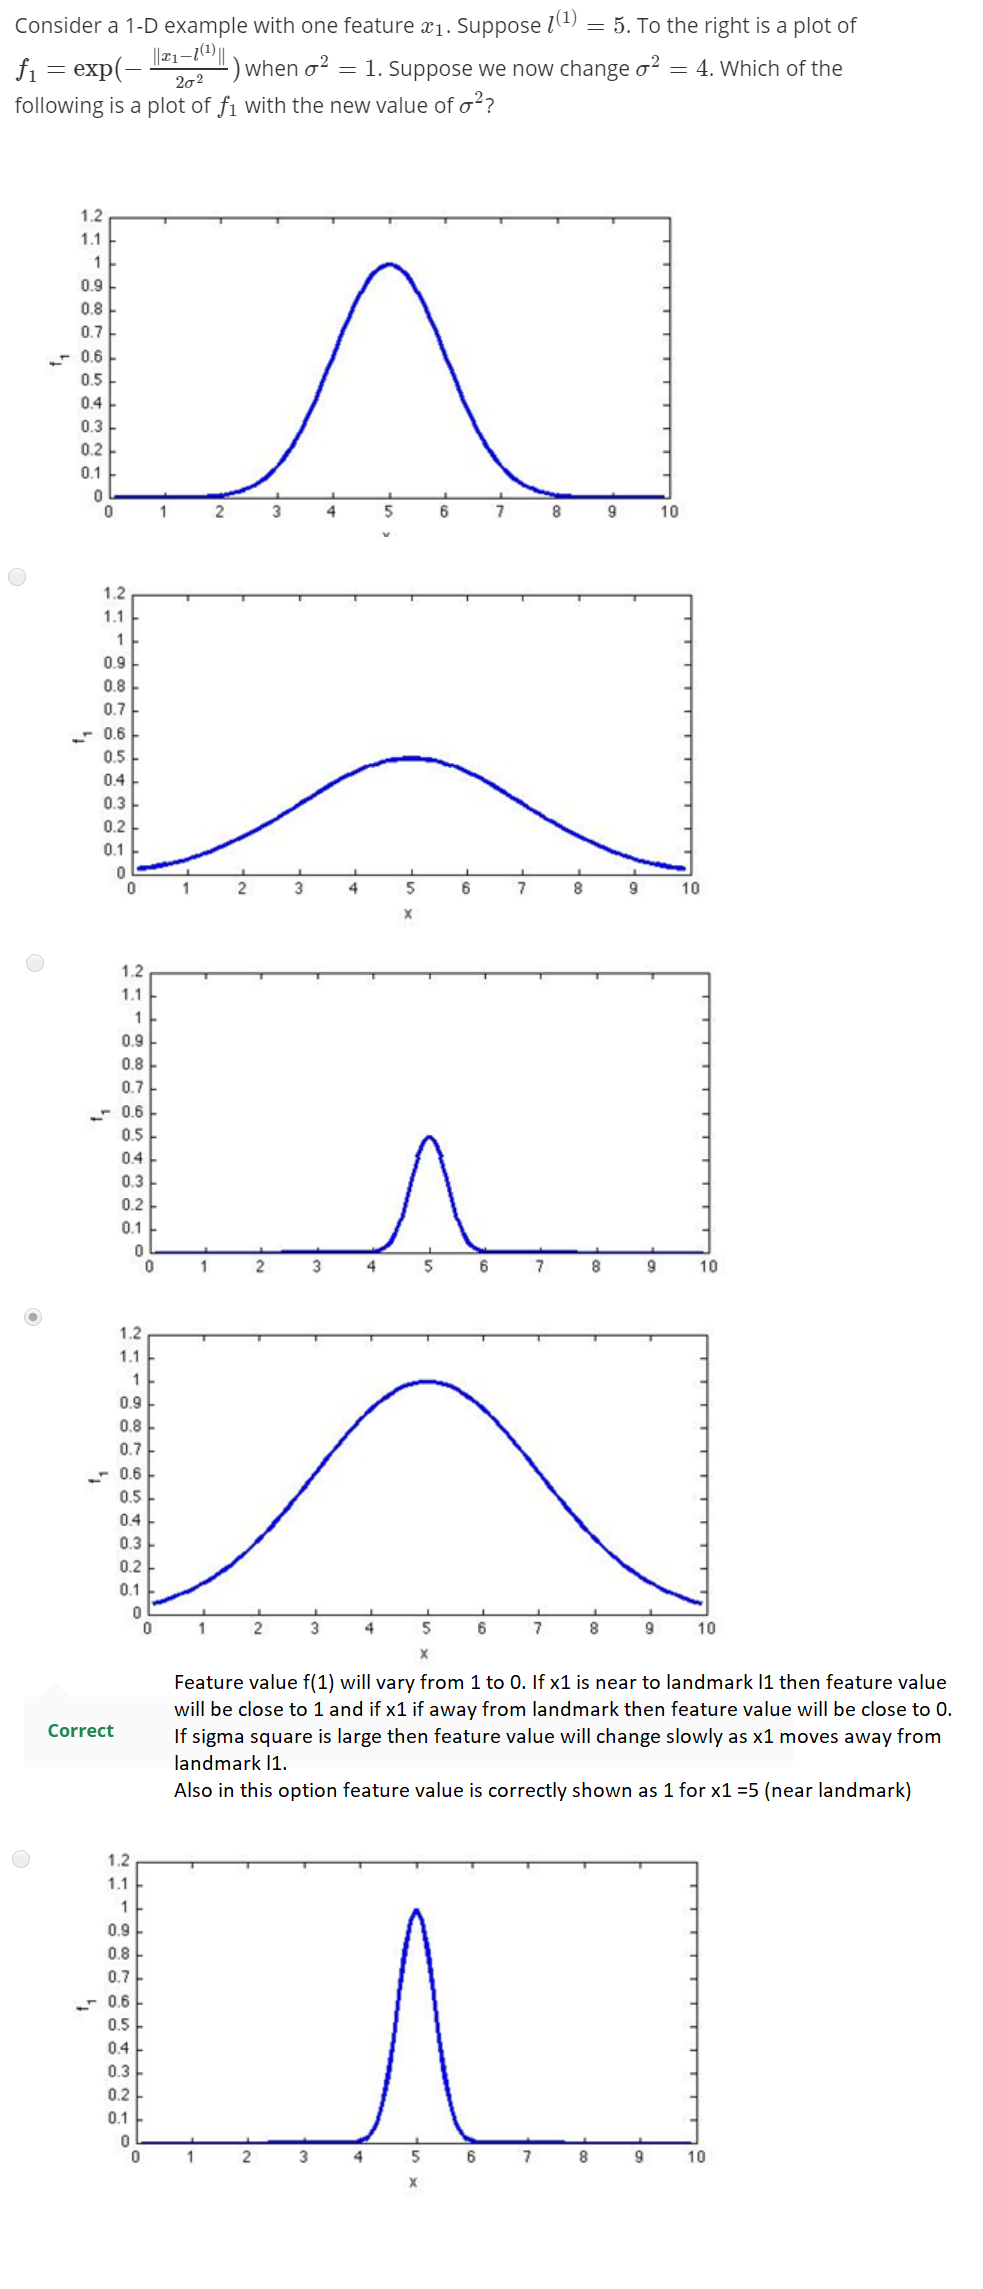 Consider a 1-D example with one feature x₁. Suppose l⁽¹⁾ = 5. To the right is a plot of
f₁ = exp(− ‖x₁−l⁽¹⁾‖ / 2σ²) when σ² = 1. Suppose we now change σ² = 4. Which of the
following is a plot of f₁ with the new value of σ²?
1.2
1.1
1
0.9
0.8
0.7
f₁ 0.6
0.5
0.4
0.3
0.2
0.1
0
0 1 2 3 4 5 6 7 8 9 10
1.2
1.1
1
0.9
0.8
0.7
f₁ 0.6
0.5
0.4
0.3
0.2
0.1
0
0 1 2 3 4 5 6 7 8 9 10
x
1.2
1.1
1
0.9
0.8
0.7
f₁ 0.6
0.5
0.4
0.3
0.2
0.1
0
0 1 2 3 4 5 6 7 8 9 10
1.2
1.1
1
0.9
0.8
0.7
f₁ 0.6
0.5
0.4
0.3
0.2
0.1
0
0 1 2 3 4 5 6 7 8 9 10
x
Feature value f(1) will vary from 1 to 0. If x1 is near to landmark l1 then feature value
will be close to 1 and if x1 if away from landmark then feature value will be close to 0.
Correct
If sigma square is large then feature value will change slowly as x1 moves away from
landmark l1.
Also in this option feature value is correctly shown as 1 for x1 =5 (near landmark)
1.2
1.1
1
0.9
0.8
0.7
f₁ 0.6
0.5
0.4
0.3
0.2
0.1
0
0 1 2 3 4 5 6 7 8 9 10
x